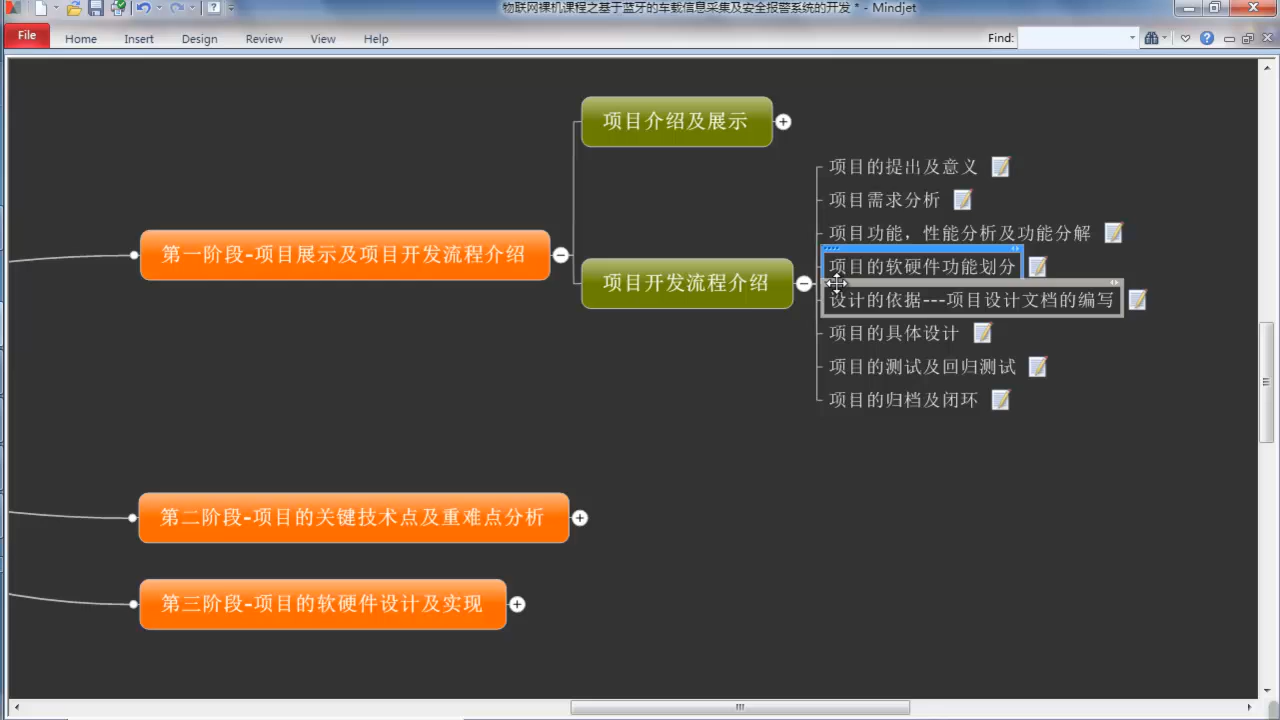 物联网裸机课程之基于蓝牙的车载信息采集及安全报警系统的开发 * - Mindjet
File Home Insert Design Review View Help Find:
项目介绍及展示
项目的提出及意义
项目需求分析
项目功能，性能分析及功能分解
第一阶段-项目展示及项目开发流程介绍
项目开发流程介绍
项目的软硬件功能划分
设计的依据---项目设计文档的编写
项目的具体设计
项目的测试及回归测试
项目的归档及闭环
第二阶段-项目的关键技术点及重难点分析
第三阶段-项目的软硬件设计及实现